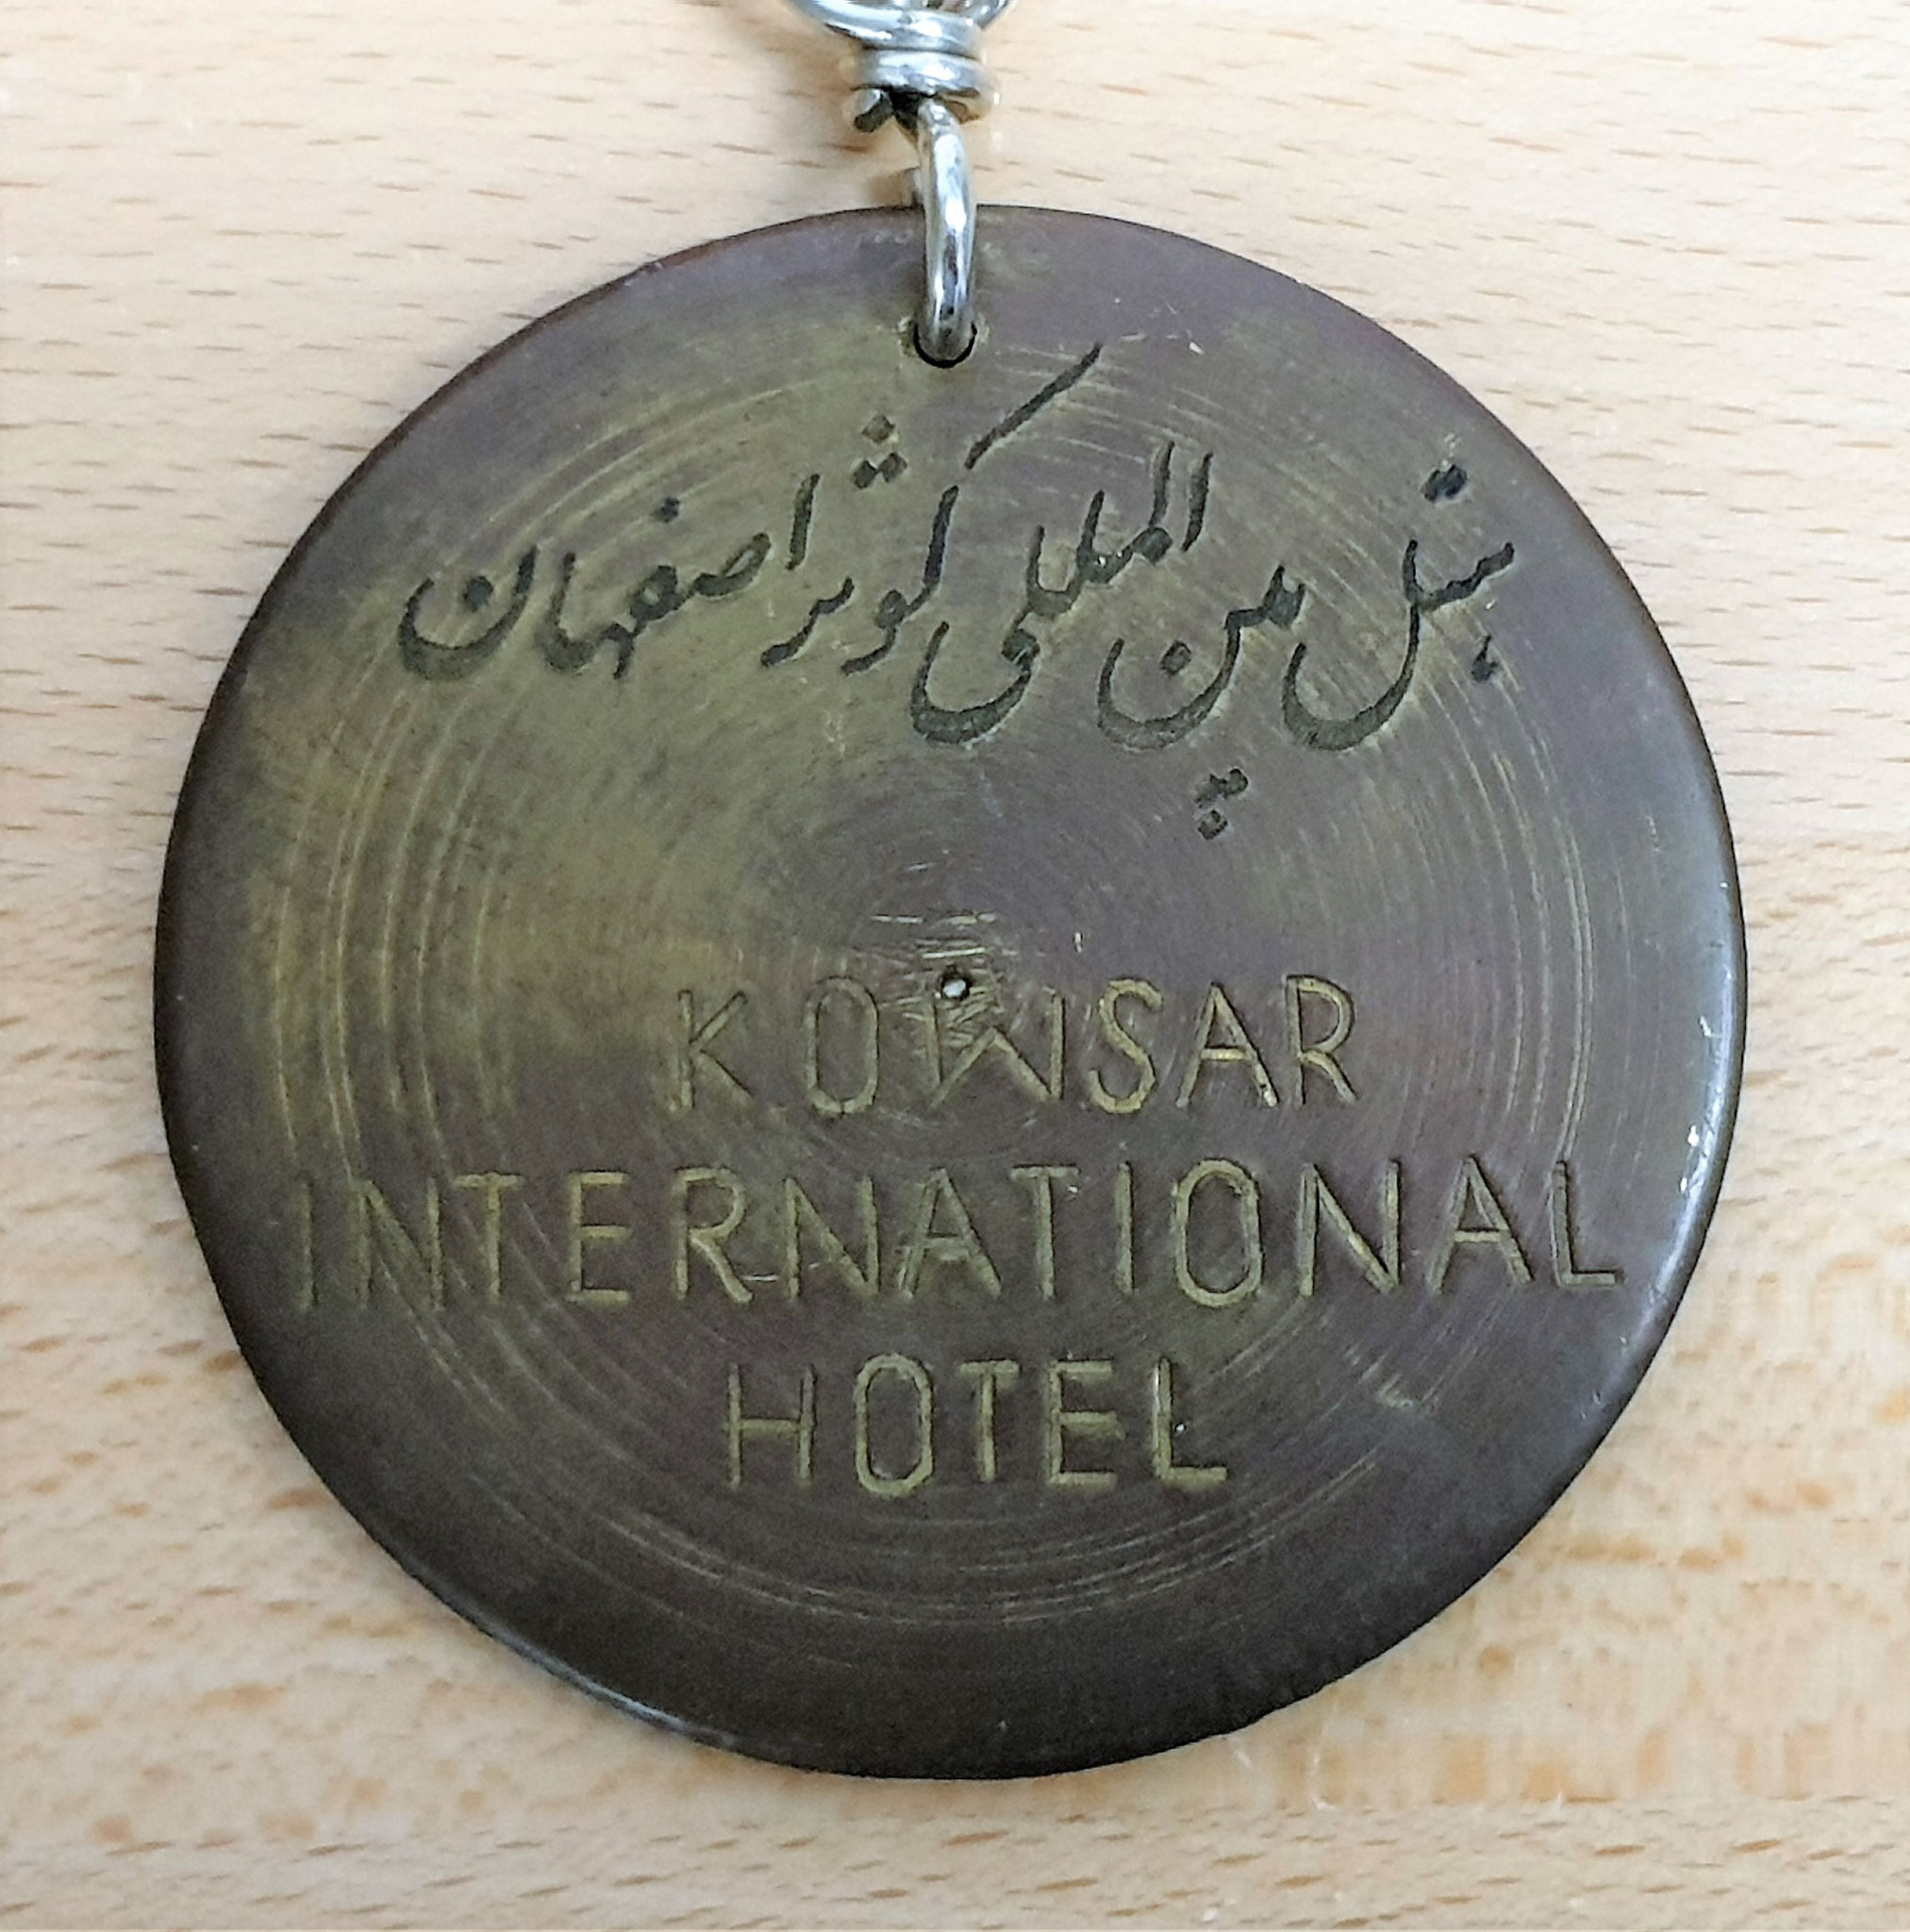 هتل بین المللی کوثر اصفهان
KOWSAR
INTERNATIONAL
HOTEL